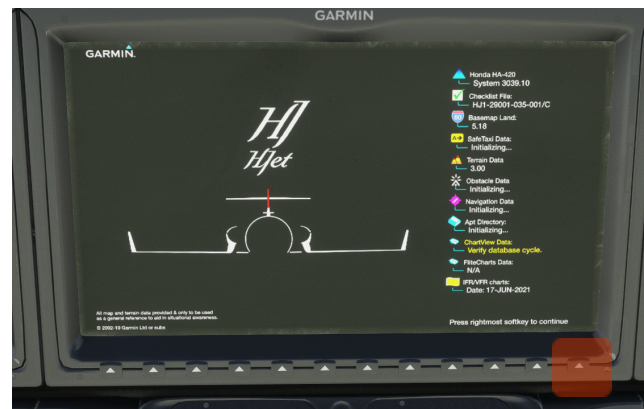 GARMIN
GARMIN.
HJ
HJet
Honda HA-420
System 3039.10
Checklist File:
HJ1-29001-035-001/C
Basemap Land:
5.18
SafeTaxi Data:
Initializing...
Terrain Data
3.00
Obstacle Data
Initializing...
Navigation Data
Initializing...
Apt Directory:
Initializing...
ChartView Data:
Verify database cycle.
FliteCharts Data:
N/A
IFR/VFR charts:
Date: 17-JUN-2021
All map and terrain data provided & only to be used
as a general reference to aid in situational awareness.
© 2002-19 Garmin Ltd or subs
Press rightmost softkey to continue